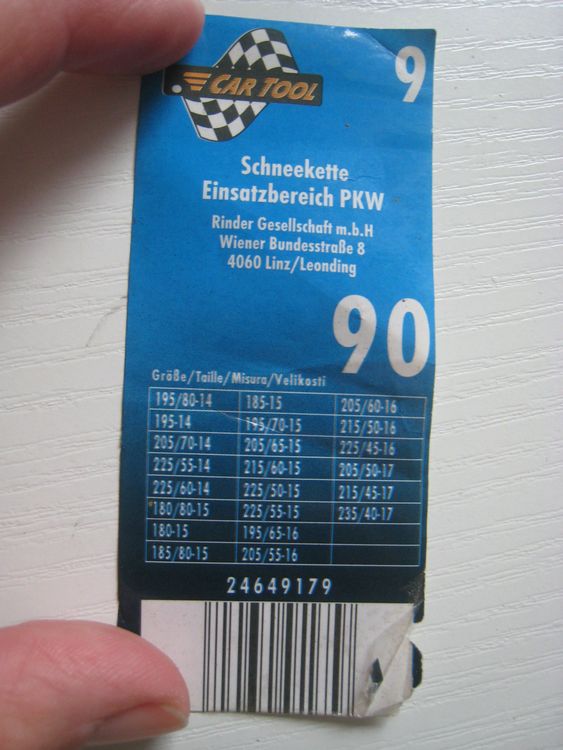 CAR TOOL
9
Schneekette
Einsatzbereich PKW
Rinder Gesellschaft m.b.H
Wiener Bundesstraße 8
4060 Linz/Leonding
90
Größe/Taille/Misura/Velikosti
195/80-14 185-15 205/60-16
195-14 195/70-15 215/50-16
205/70-14 205/65-15 225/45-16
225/55-14 215/60-15 205/50-17
225/60-14 225/50-15 215/45-17
180/80-15 225/55-15 235/40-17
180-15 195/65-16
185/80-15 205/55-16
24649179